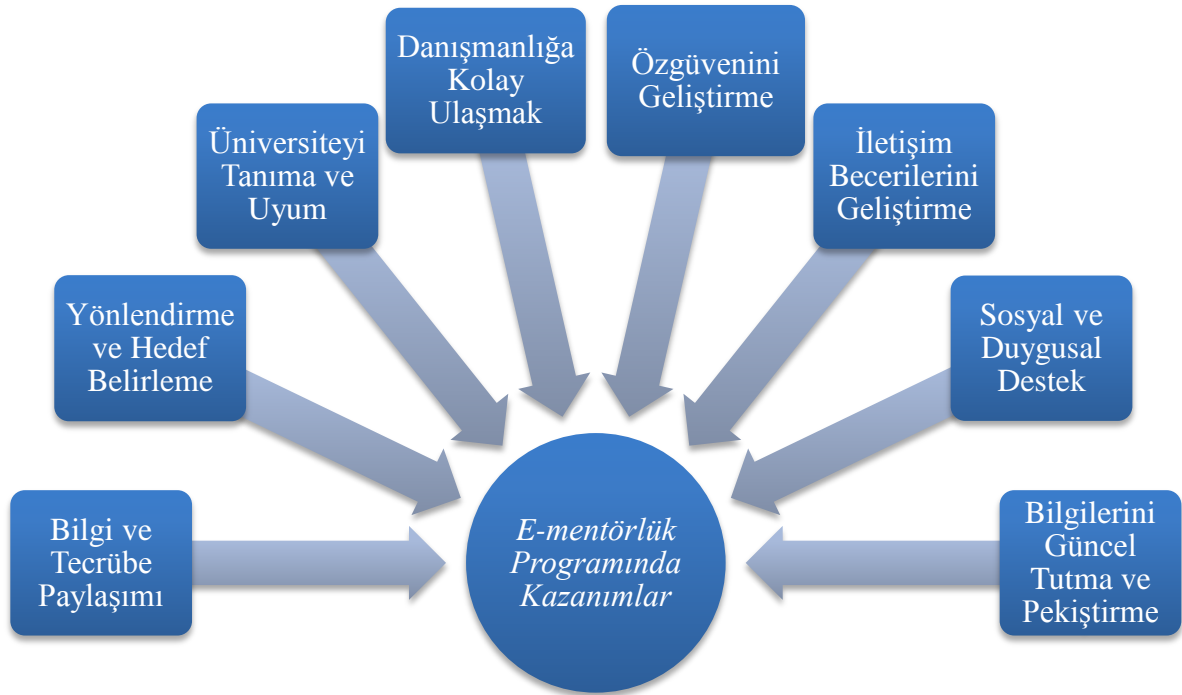 Danışmanlığa
Kolay
Ulaşmak
Özgüvenini
Geliştirme
Üniversiteyi
Tanıma ve
Uyum
İletişim
Becerilerini
Geliştirme
Yönlendirme
ve Hedef
Belirleme
Sosyal ve
Duygusal
Destek
Bilgi ve
Tecrübe
Paylaşımı
E-mentörlük
Programında
Kazanımlar
Bilgilerini
Güncel
Tutma ve
Pekiştirme